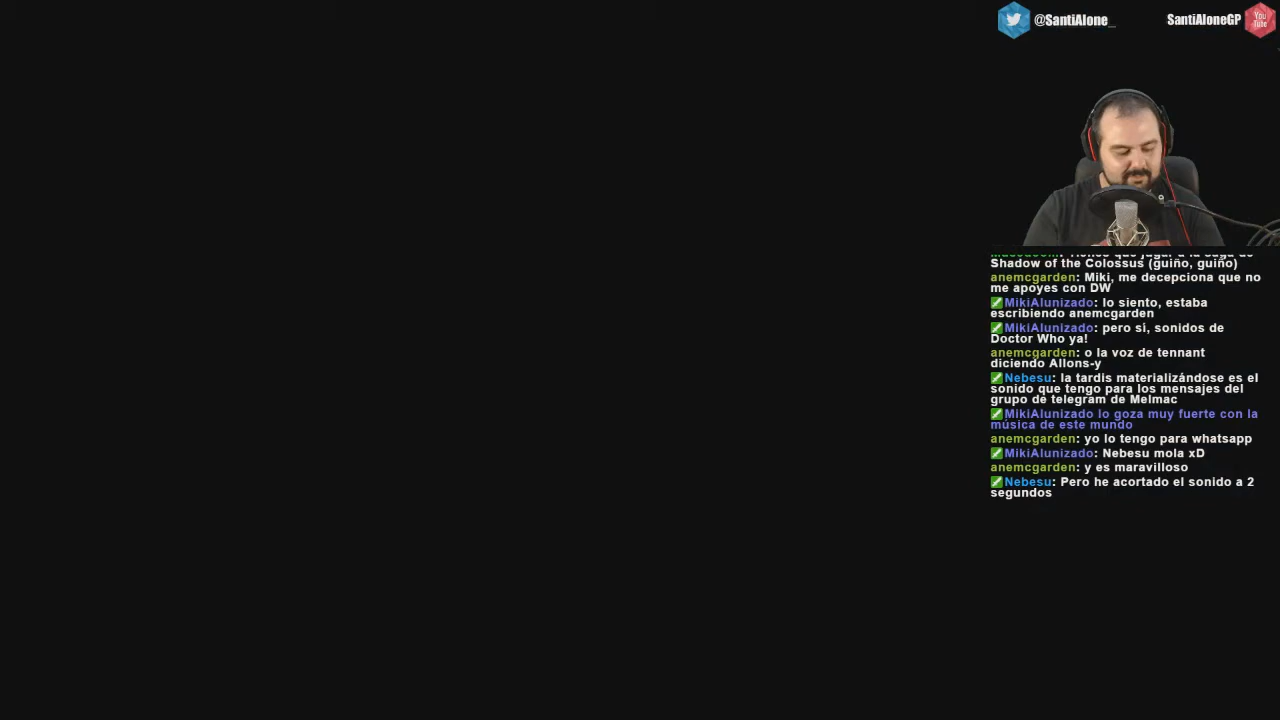 @SantiAlone_
SantiAloneGP
You
Tube
Shadow of the Colossus (guiño, guiño)
anemcgarden: Miki, me decepciona que no
me apoyes con DW
MikiAlunizado: lo siento, estaba
escribiendo anemcgarden
MikiAlunizado: pero sí, sonidos de
Doctor Who ya!
anemcgarden: o la voz de tennant
diciendo Allons-y
Nebesu: la tardis materializándose es el
sonido que tengo para los mensajes del
grupo de telegram de Melmac
MikiAlunizado lo goza muy fuerte con la
música de este mundo
anemcgarden: yo lo tengo para whatsapp
MikiAlunizado: Nebesu mola xD
anemcgarden: y es maravilloso
Nebesu: Pero he acortado el sonido a 2
segundos